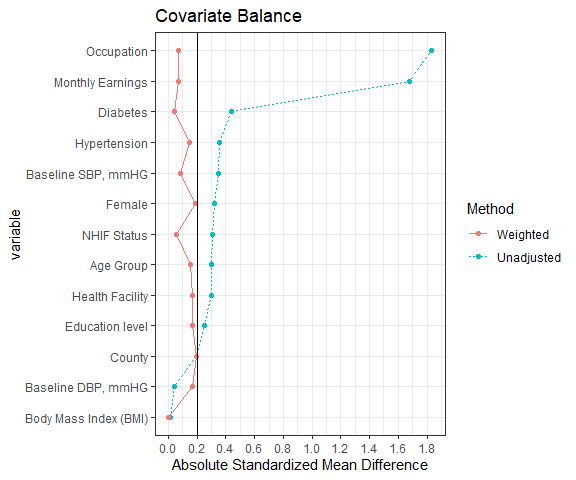 Covariate Balance
Occupation
Monthly Earnings
Diabetes
Hypertension
Baseline SBP, mmHG
Female
NHIF Status
Age Group
Health Facility
Education level
County
Baseline DBP, mmHG
Body Mass Index (BMI)
variable
0.0 0.2 0.4 0.6 0.8 1.0 1.2 1.4 1.6 1.8
Absolute Standardized Mean Difference
Method
Weighted
Unadjusted